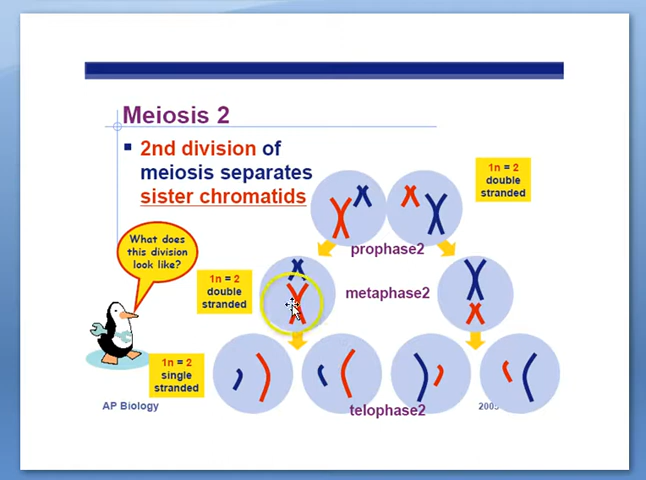 Meiosis 2
2nd division of
meiosis separates
sister chromatids
1n = 2
double
stranded
What does
this division
look like?
prophase2
1n = 2
double
stranded
metaphase2
1n = 2
single
stranded
telophase2
AP Biology